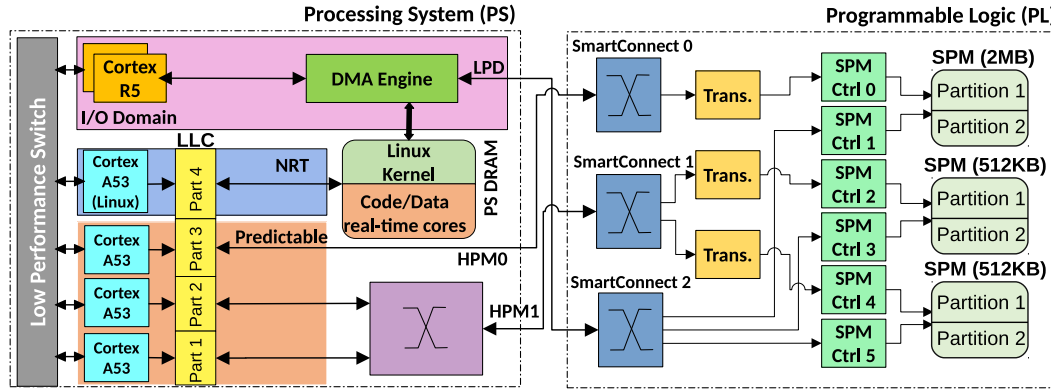 Processing System (PS)
Low Performance Switch
Cortex
R5
I/O Domain
DMA Engine
LPD
LLC
Cortex
A53
(Linux)
Part 4
NRT
Linux
Kernel
Code/Data
real-time cores
PS DRAM
Predictable
Cortex
A53
Part 3
HPM0
Cortex
A53
Part 2
HPM1
Cortex
A53
Part 1
Programmable Logic (PL)
SmartConnect 0
Trans.
SmartConnect 1
Trans.
Trans.
SmartConnect 2
SPM
Ctrl 0
SPM
Ctrl 1
SPM
Ctrl 2
SPM
Ctrl 3
SPM
Ctrl 4
SPM
Ctrl 5
SPM (2MB)
Partition 1
Partition 2
SPM (512KB)
Partition 1
Partition 2
SPM (512KB)
Partition 1
Partition 2